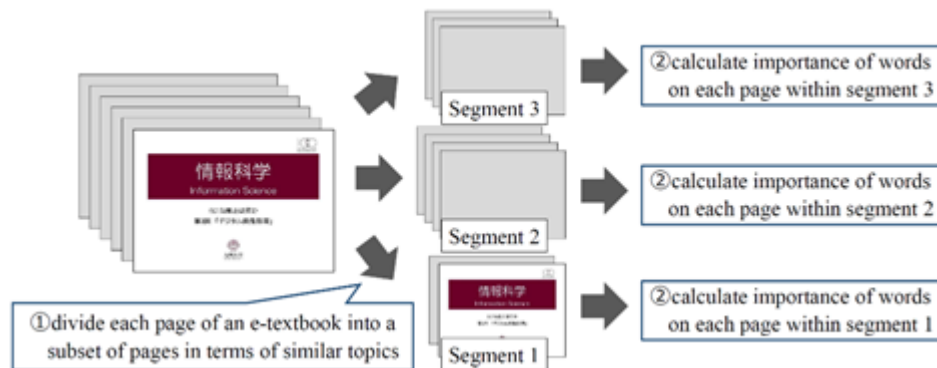 情報科学
Information Science
①divide each page of an e-textbook into a
subset of pages in terms of similar topics
Segment 3
②calculate importance of words
on each page within segment 3
Segment 2
②calculate importance of words
on each page within segment 2
情報科学
Information Science
Segment 1
②calculate importance of words
on each page within segment 1